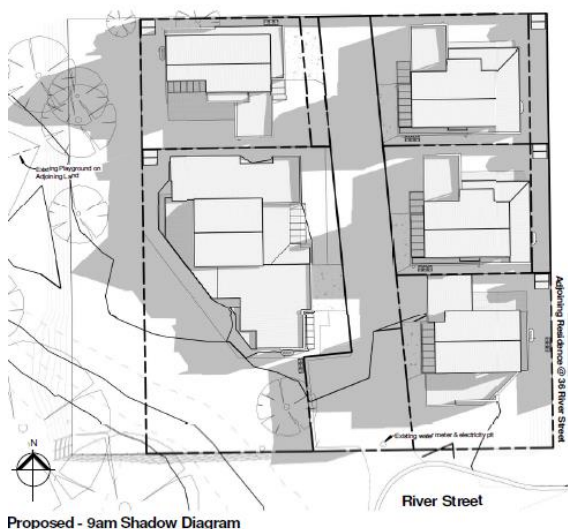 Existing Playground on
Adjoining Land
Adjoining Residence @ 36 River Street
Existing water meter & electricity pit
N
River Street
Proposed - 9am Shadow Diagram